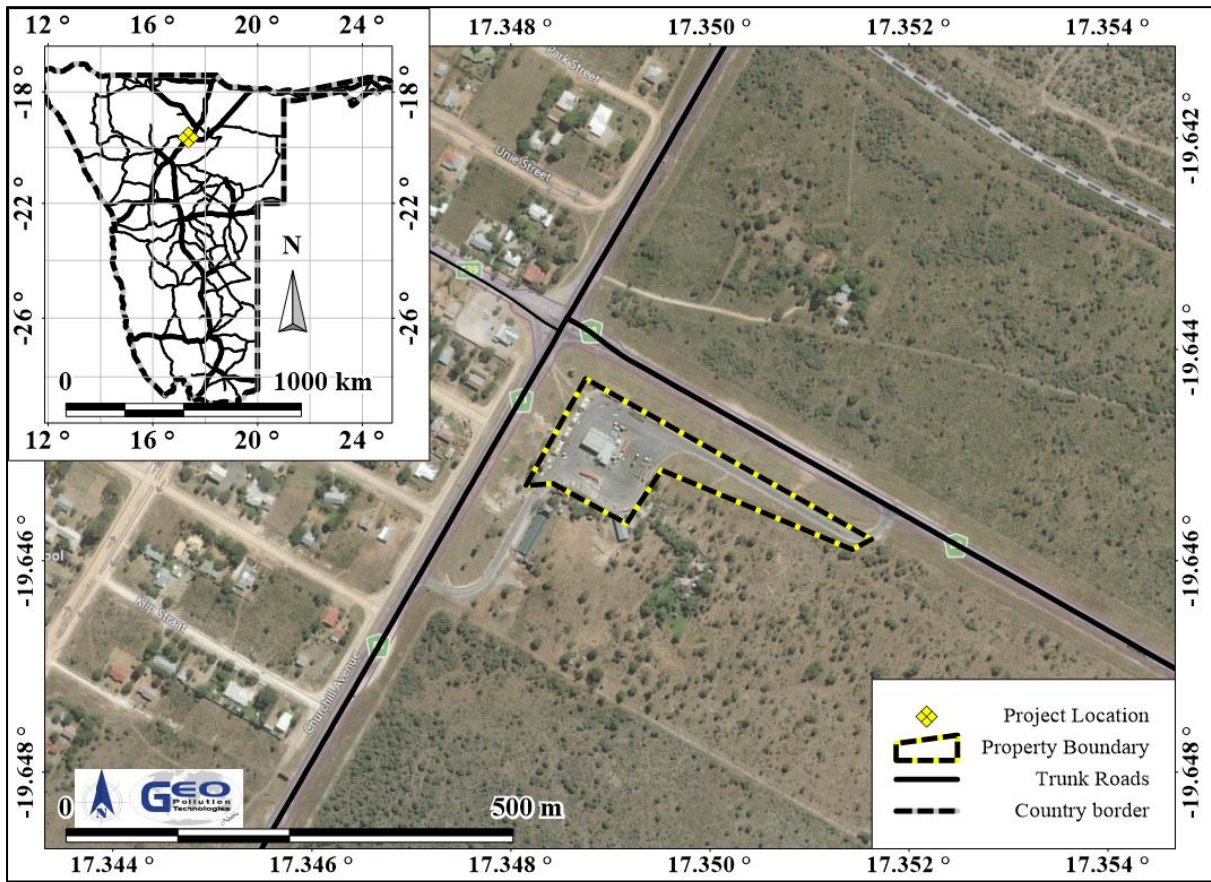 12 ° 16 ° 20 ° 24 °
-18 °
-22 °
-26 °
N
0 1000 km
12 ° 16 ° 20 ° 24 °
17.348 ° 17.350 ° 17.352 ° 17.354 °
-19.642 °
-19.644 °
-19.646 °
-19.648 °
Park Street
Unie Street
Klip Straat
Churchill Avenue
ool
-19.646 °
-19.648 °
N
GEO
Pollution
Technologies
0 500 m
Project Location
Property Boundary
Trunk Roads
Country border
17.344 ° 17.346 ° 17.348 ° 17.350 ° 17.352 ° 17.354 °